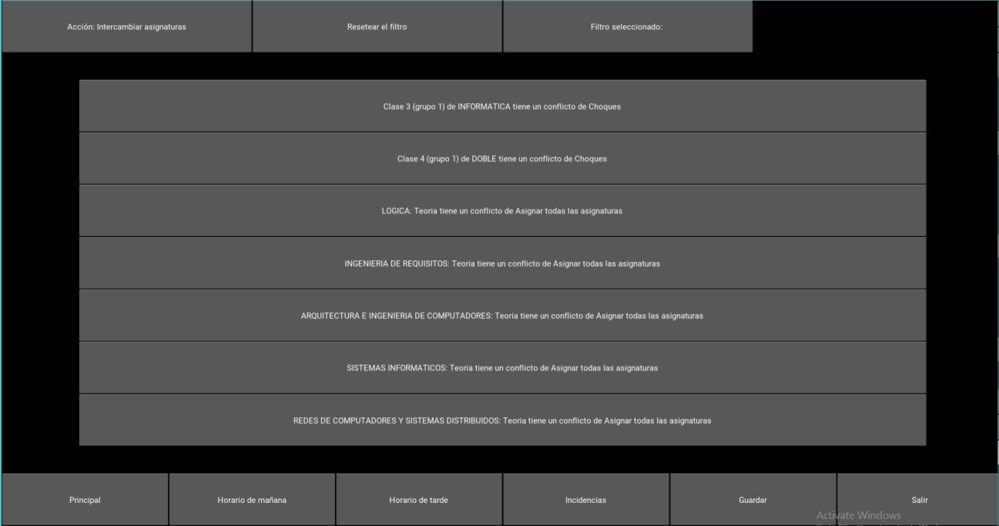 Acción: Intercambiar asignaturas
Resetear el filtro
Filtro seleccionado:
Clase 3 (grupo 1) de INFORMATICA tiene un conflicto de Choques
Clase 4 (grupo 1) de DOBLE tiene un conflicto de Choques
LOGICA: Teoria tiene un conflicto de Asignar todas las asignaturas
INGENIERIA DE REQUISITOS: Teoria tiene un conflicto de Asignar todas las asignaturas
ARQUITECTURA E INGENIERIA DE COMPUTADORES: Teoria tiene un conflicto de Asignar todas las asignaturas
SISTEMAS INFORMATICOS: Teoria tiene un conflicto de Asignar todas las asignaturas
REDES DE COMPUTADORES Y SISTEMAS DISTRIBUIDOS: Teoria tiene un conflicto de Asignar todas las asignaturas
Principal
Horario de mañana
Horario de tarde
Incidencias
Guardar
Salir
Activate Windows